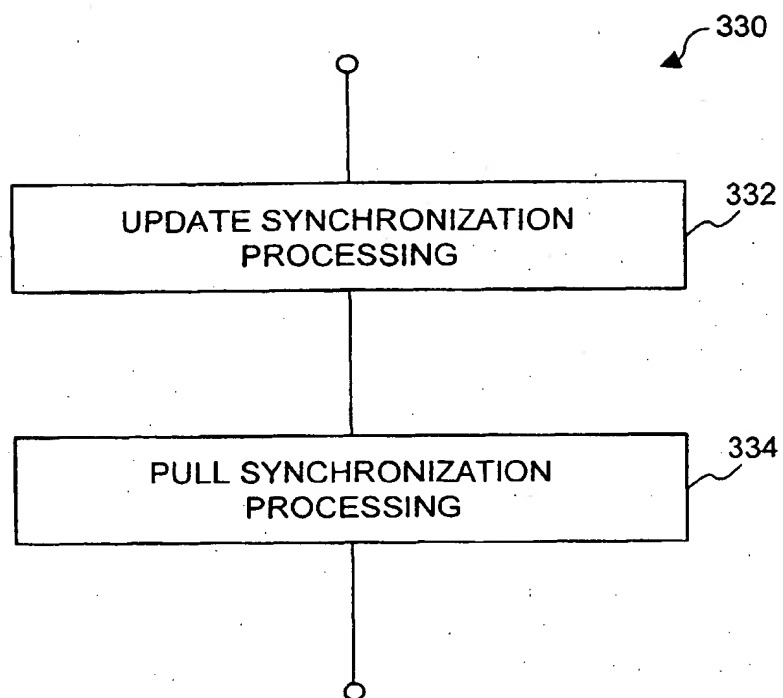 330
UPDATE SYNCHRONIZATION
PROCESSING
332
PULL SYNCHRONIZATION
PROCESSING
334